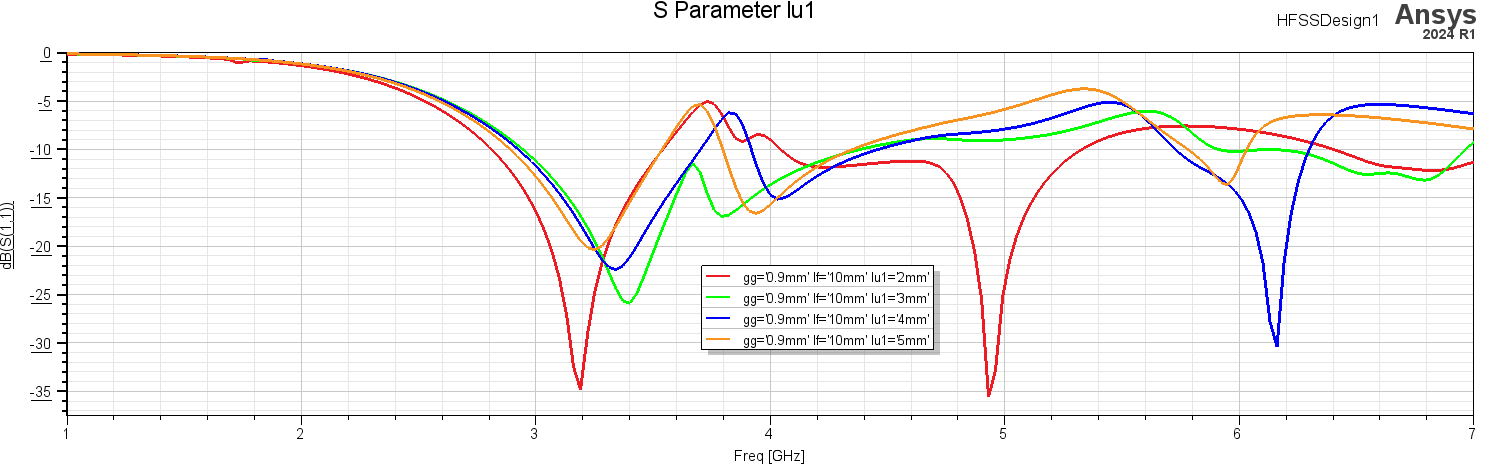 S Parameter lu1
HFSSDesign1
Ansys
2024 R1
0
-5
-10
-15
-20
-25
-30
-35
dB(S(1,1))
gg='0.9mm' lf='10mm' lu1='2mm'
gg='0.9mm' lf='10mm' lu1='3mm'
gg='0.9mm' lf='10mm' lu1='4mm'
gg='0.9mm' lf='10mm' lu1='5mm'
1 2 3 4 5 6 7
Freq [GHz]